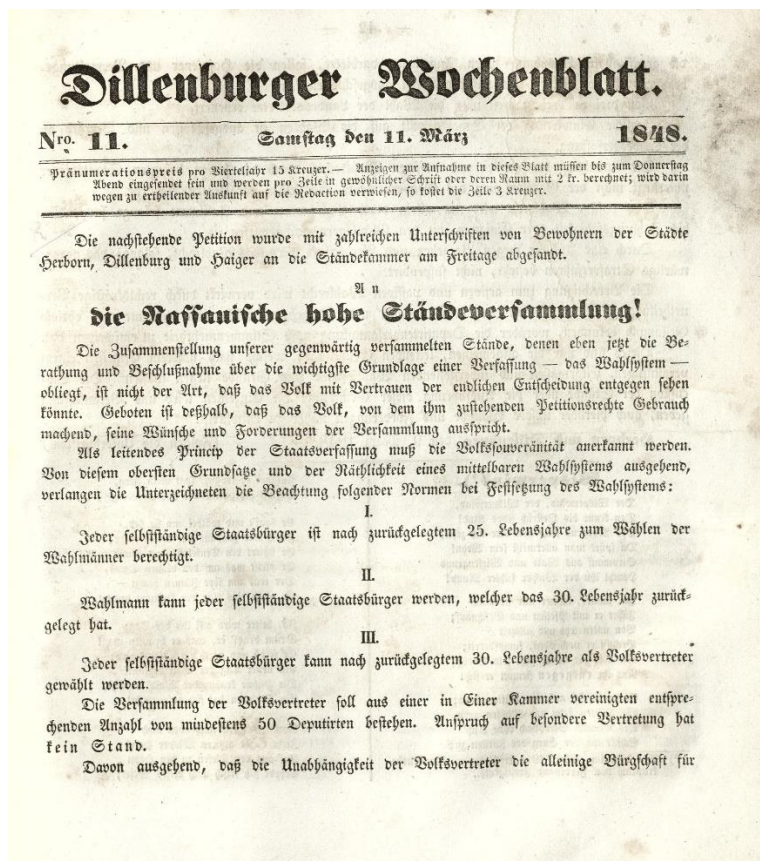 Dillenburger Wochenblatt.
Nro. 11. Samstag den 11. März 1848.
Pränumerationspreis pro Vierteljahr 15 Kreuzer. — Anzeigen zur Aufnahme in dieses Blatt müssen bis zum Donnerstag
Abend eingesendet sein und werden pro Zeile in gewöhnlicher Schrift oder deren Raum mit 2 kr. berechnet; wird darin
wegen zu ertheilender Auskunft auf die Redaction verwiesen, so kostet die Zeile 3 Kreuzer.
Die nachstehende Petition wurde mit zahlreichen Unterschriften von Bewohnern der Städte
Herborn, Dillenburg und Haiger an die Ständekammer am Freitage abgesandt.
An
die Nassauische hohe Ständeversammlung!
Die Zusammenstellung unserer gegenwärtig versammelten Stände, denen eben jetzt die Be-
rathung und Beschlußnahme über die wichtigste Grundlage einer Verfassung — das Wahlsystem —
obliegt, ist nicht der Art, daß das Volk mit Vertrauen der endlichen Entscheidung entgegen sehen
könnte. Geboten ist deßhalb, daß das Volk, von dem ihm zustehenden Petitionsrechte Gebrauch
machend, seine Wünsche und Forderungen der Versammlung ausspricht.
Als leitendes Princip der Staatsverfassung muß die Volkssouveränität anerkannt werden.
Von diesem obersten Grundsatze und der Räthlichkeit eines mittelbaren Wahlsystems ausgehend,
verlangen die Unterzeichneten die Beachtung folgender Normen bei Festsetzung des Wahlsystems:
I.
Jeder selbstständige Staatsbürger ist nach zurückgelegtem 25. Lebensjahre zum Wählen der
Wahlmänner berechtigt.
II.
Wahlmann kann jeder selbstständige Staatsbürger werden, welcher das 30. Lebensjahr zurück-
gelegt hat.
III.
Jeder selbstständige Staatsbürger kann nach zurückgelegtem 30. Lebensjahre als Volksvertreter
gewählt werden.
Die Versammlung der Volksvertreter soll aus einer in Einer Kammer vereinigten entspre-
chenden Anzahl von mindestens 50 Deputirten bestehen. Anspruch auf besondere Vertretung hat
kein Stand.
Davon ausgehend, daß die Unabhängigkeit der Volksvertreter die alleinige Bürgschaft für